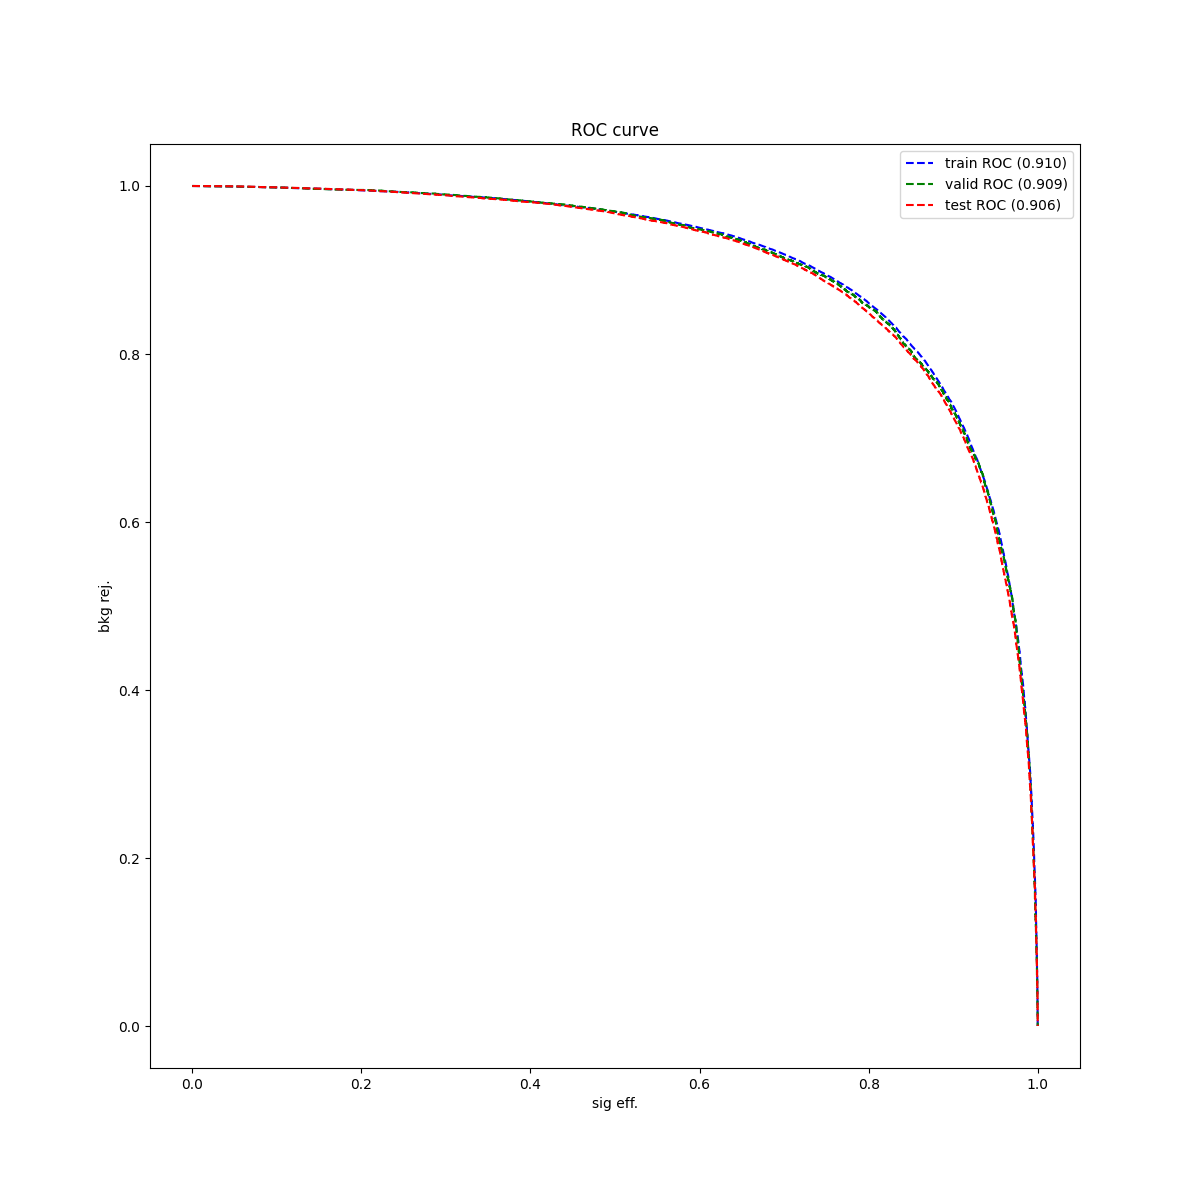 ROC curve
train ROC (0.910)
valid ROC (0.909)
test ROC (0.906)
1.0
0.8
0.6
0.4
0.2
0.0
bkg rej.
0.0 0.2 0.4 0.6 0.8 1.0
sig eff.